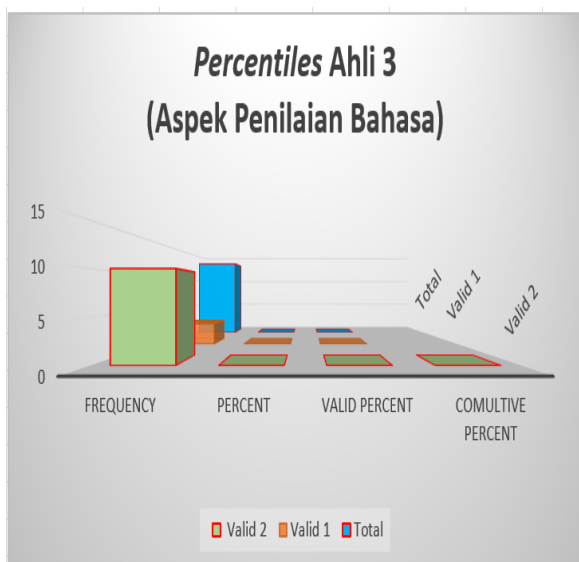 Percentiles Ahli 3
(Aspek Penilaian Bahasa)
15
10
5
0
Total
Valid 1
Valid 2
FREQUENCY
PERCENT
VALID PERCENT
COMULTIVE
PERCENT
Valid 2 Valid 1 Total